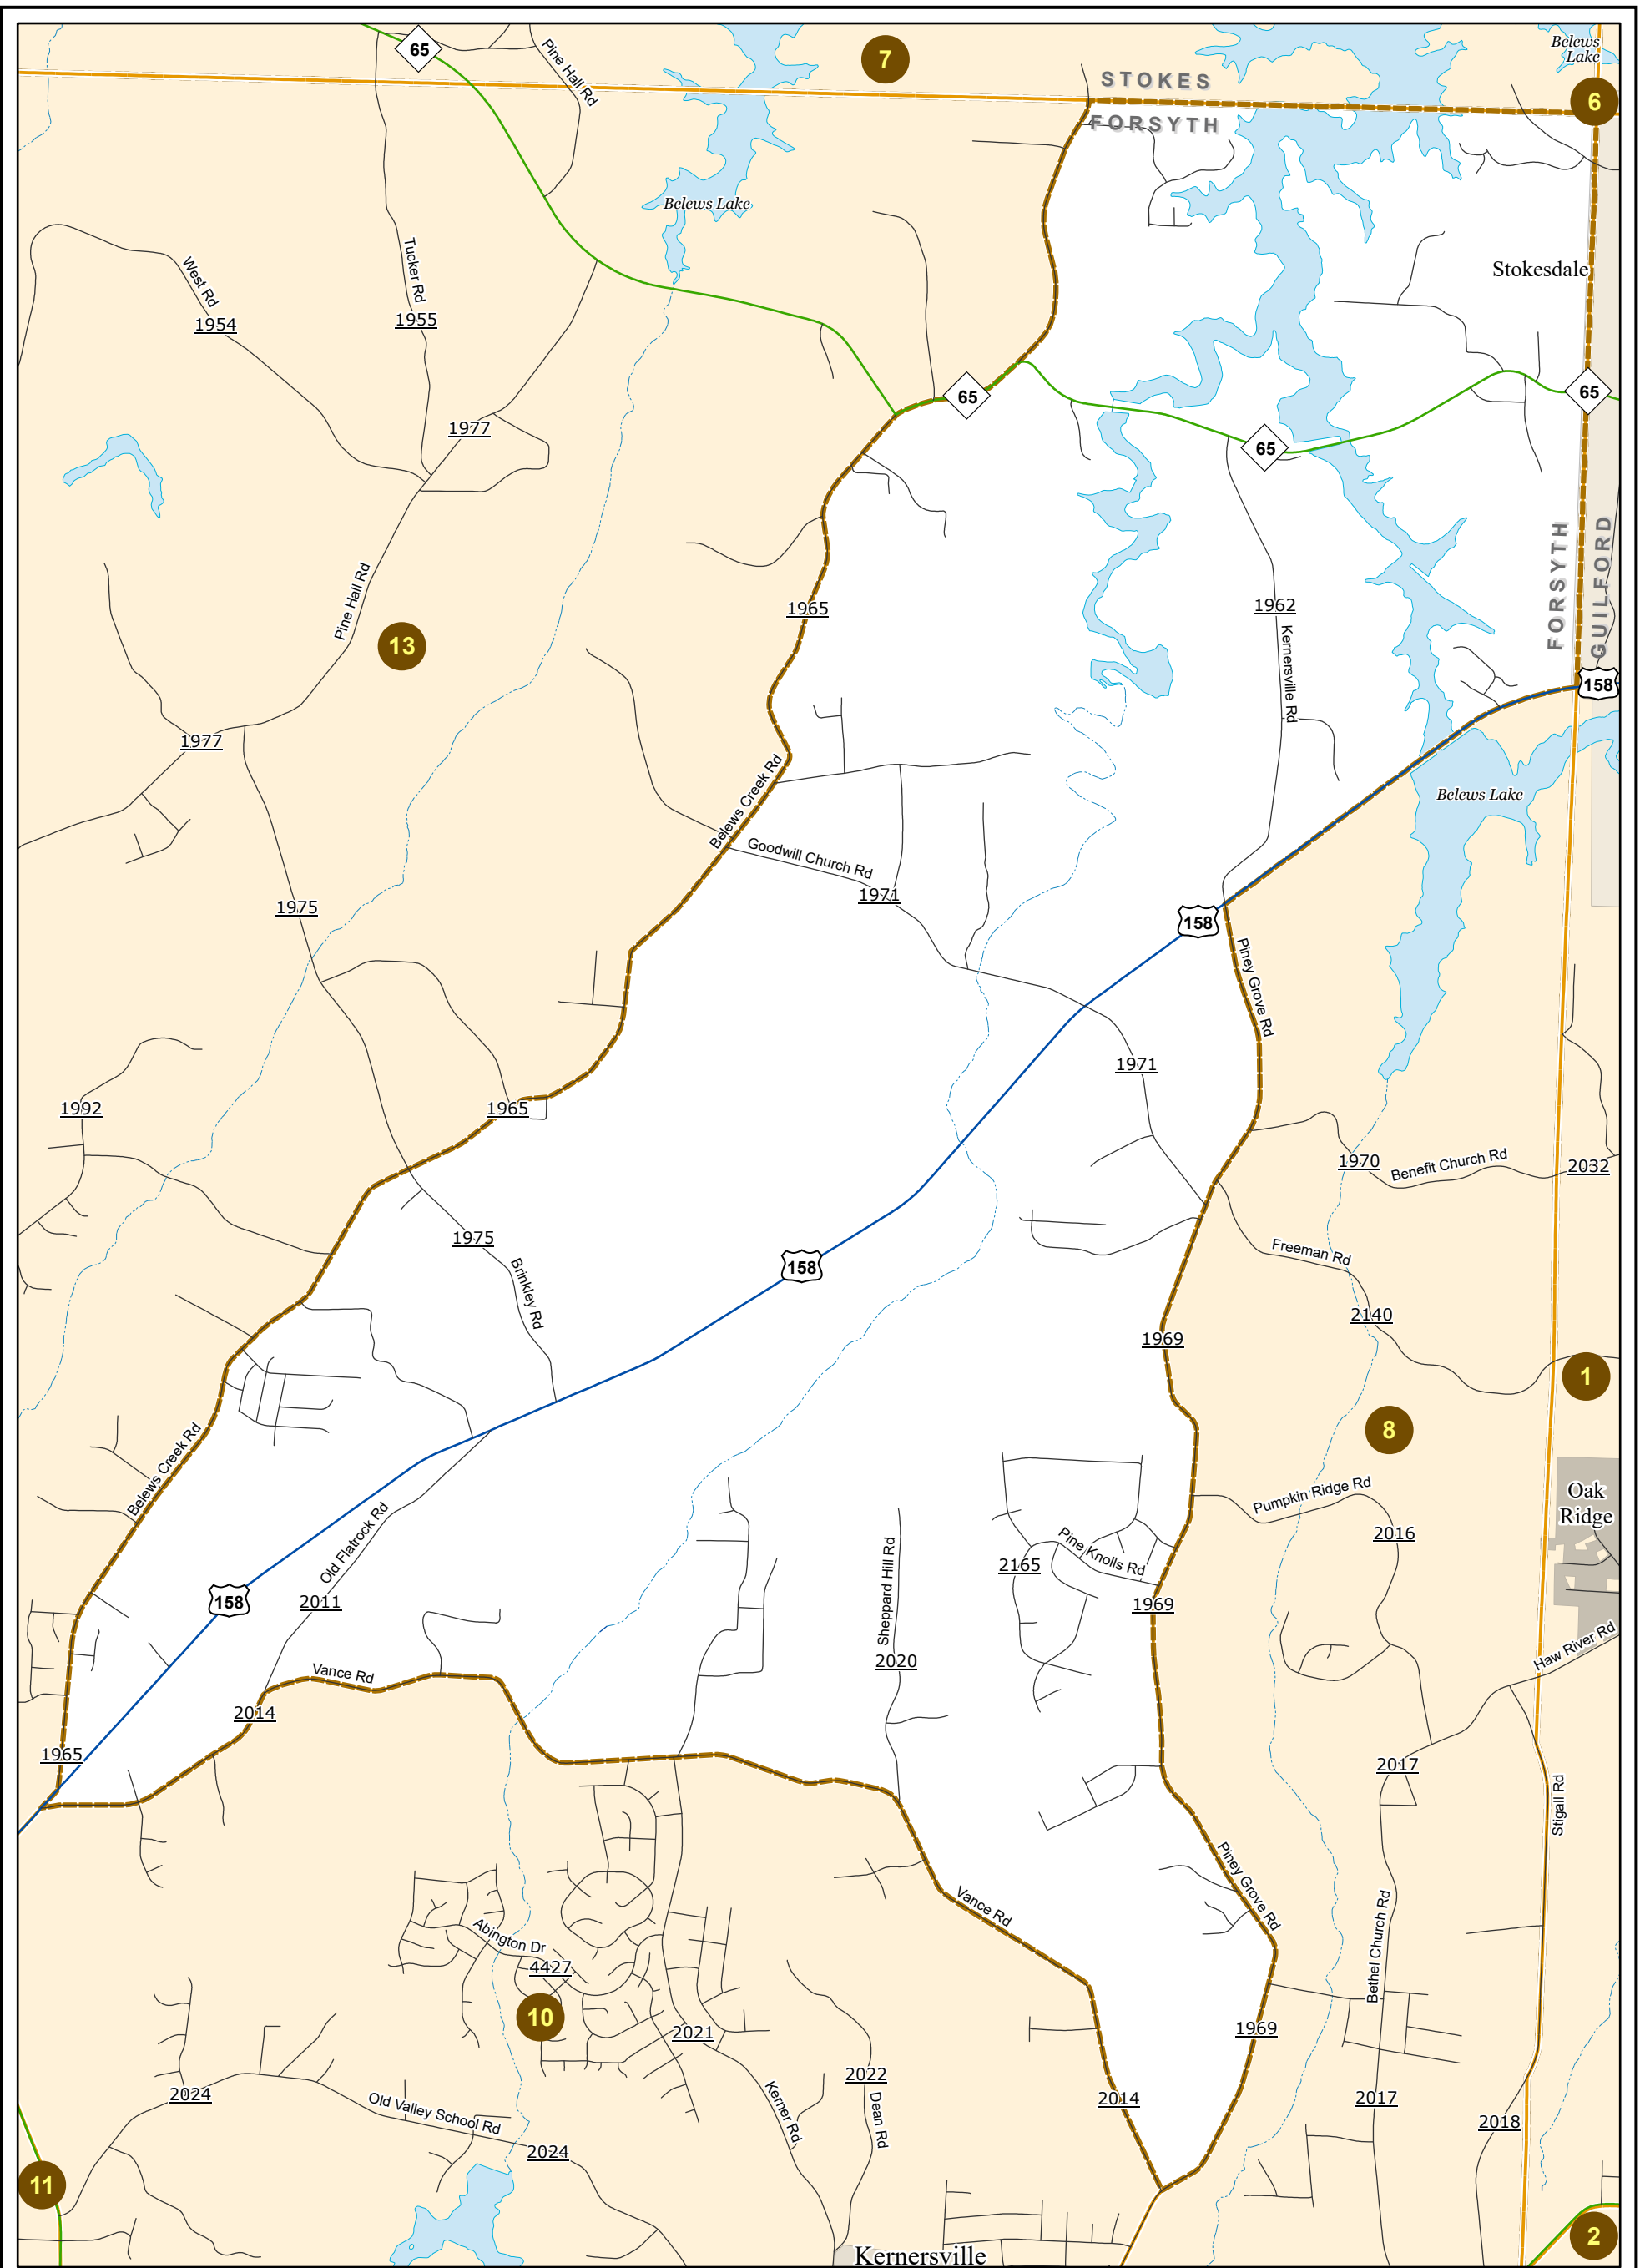 65
Pine Hall Rd
7
STOKES
FORSYTH
Belews
Lake
6
Belews Lake
Stokesdale
West Rd
1954
Tucker Rd
1955
65
65
65
1977
Pine Hall Rd
13
1965
1962
Kernersville Rd
FORSYTH
GUILFORD
158
1977
Belews Creek Rd
Belews Lake
Goodwill Church Rd
1971
1975
158
Piney Grove Rd
1971
1992
1965
1970
Benefit Church Rd
2032
1975
Brinkley Rd
158
Freeman Rd
2140
1969
1
8
Belews Creek Rd
Pumpkin Ridge Rd
2016
Oak
Ridge
Old Flatrock Rd
2011
158
Sheppard Hill Rd
2020
Pine Knolls Rd
2165
1969
Haw River Rd
Vance Rd
2014
1965
2017
Stigall Rd
Piney Grove Rd
Vance Rd
Bethel Church Rd
Abington Dr
4427
10
2021
Kerner Rd
2022
Dean Rd
1969
2014
2017
2018
2024
Old Valley School Rd
2024
11
2
Kernersville